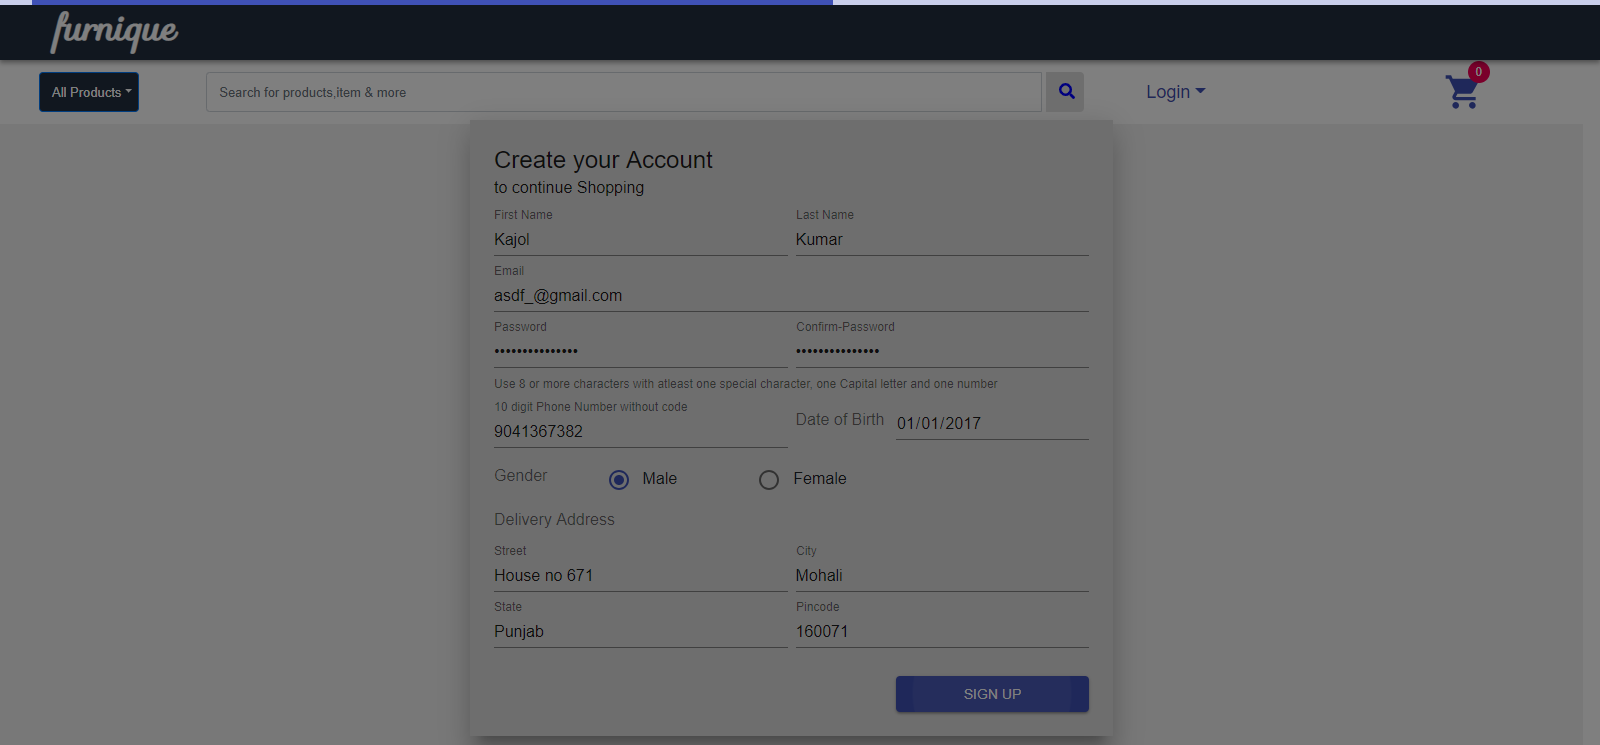 furnique
All Products
Search for products,item & more
Login
0
Create your Account
to continue Shopping
First Name
Last Name
Kajol
Kumar
Email
asdf_@gmail.com
Password
Confirm-Password
•••••••••••••••
•••••••••••••••
Use 8 or more characters with atleast one special character, one Capital letter and one number
10 digit Phone Number without code
9041367382
Date of Birth
01/01/2017
Gender
Male
Female
Delivery Address
Street
City
House no 671
Mohali
State
Pincode
Punjab
160071
SIGN UP